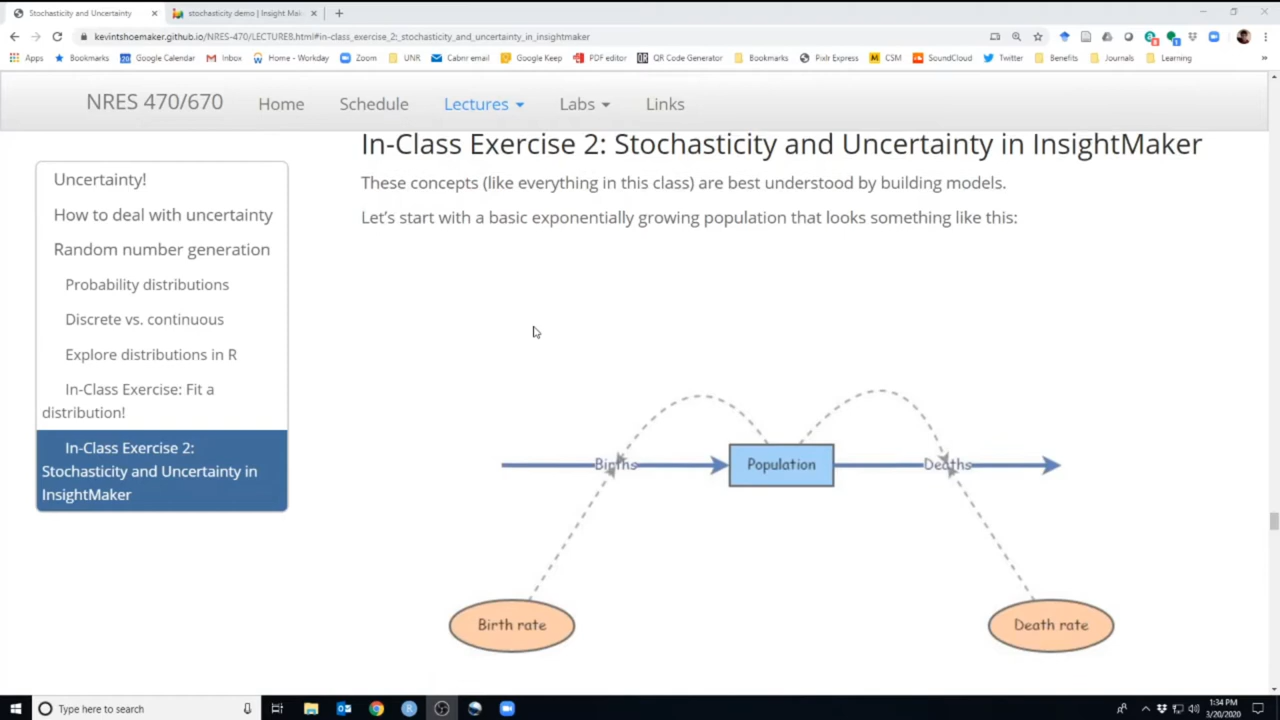 Stochasticity and Uncertainty
stochasticity demo | Insight Mak
kevintshoemaker.github.io/NRES-470/LECTURE8.html#in-class_exercise_2:_stochasticity_and_uncertainty_in_insightmaker
Apps Bookmarks Google Calendar Inbox Home - Workday Zoom UNR Cabnr email Google Keep PDF editor QR Code Generator Bookmarks Pixlr Express CSM SoundCloud Twitter Benefits Journals Learning
NRES 470/670 Home Schedule Lectures Labs Links
Uncertainty!
How to deal with uncertainty
Random number generation
Probability distributions
Discrete vs. continuous
Explore distributions in R
In-Class Exercise: Fit a
distribution!
In-Class Exercise 2:
Stochasticity and Uncertainty in
InsightMaker
In-Class Exercise 2: Stochasticity and Uncertainty in InsightMaker
These concepts (like everything in this class) are best understood by building models.
Let's start with a basic exponentially growing population that looks something like this:
Births
Population
Deaths
Birth rate
Death rate
Type here to search
1:34 PM
3/20/2020